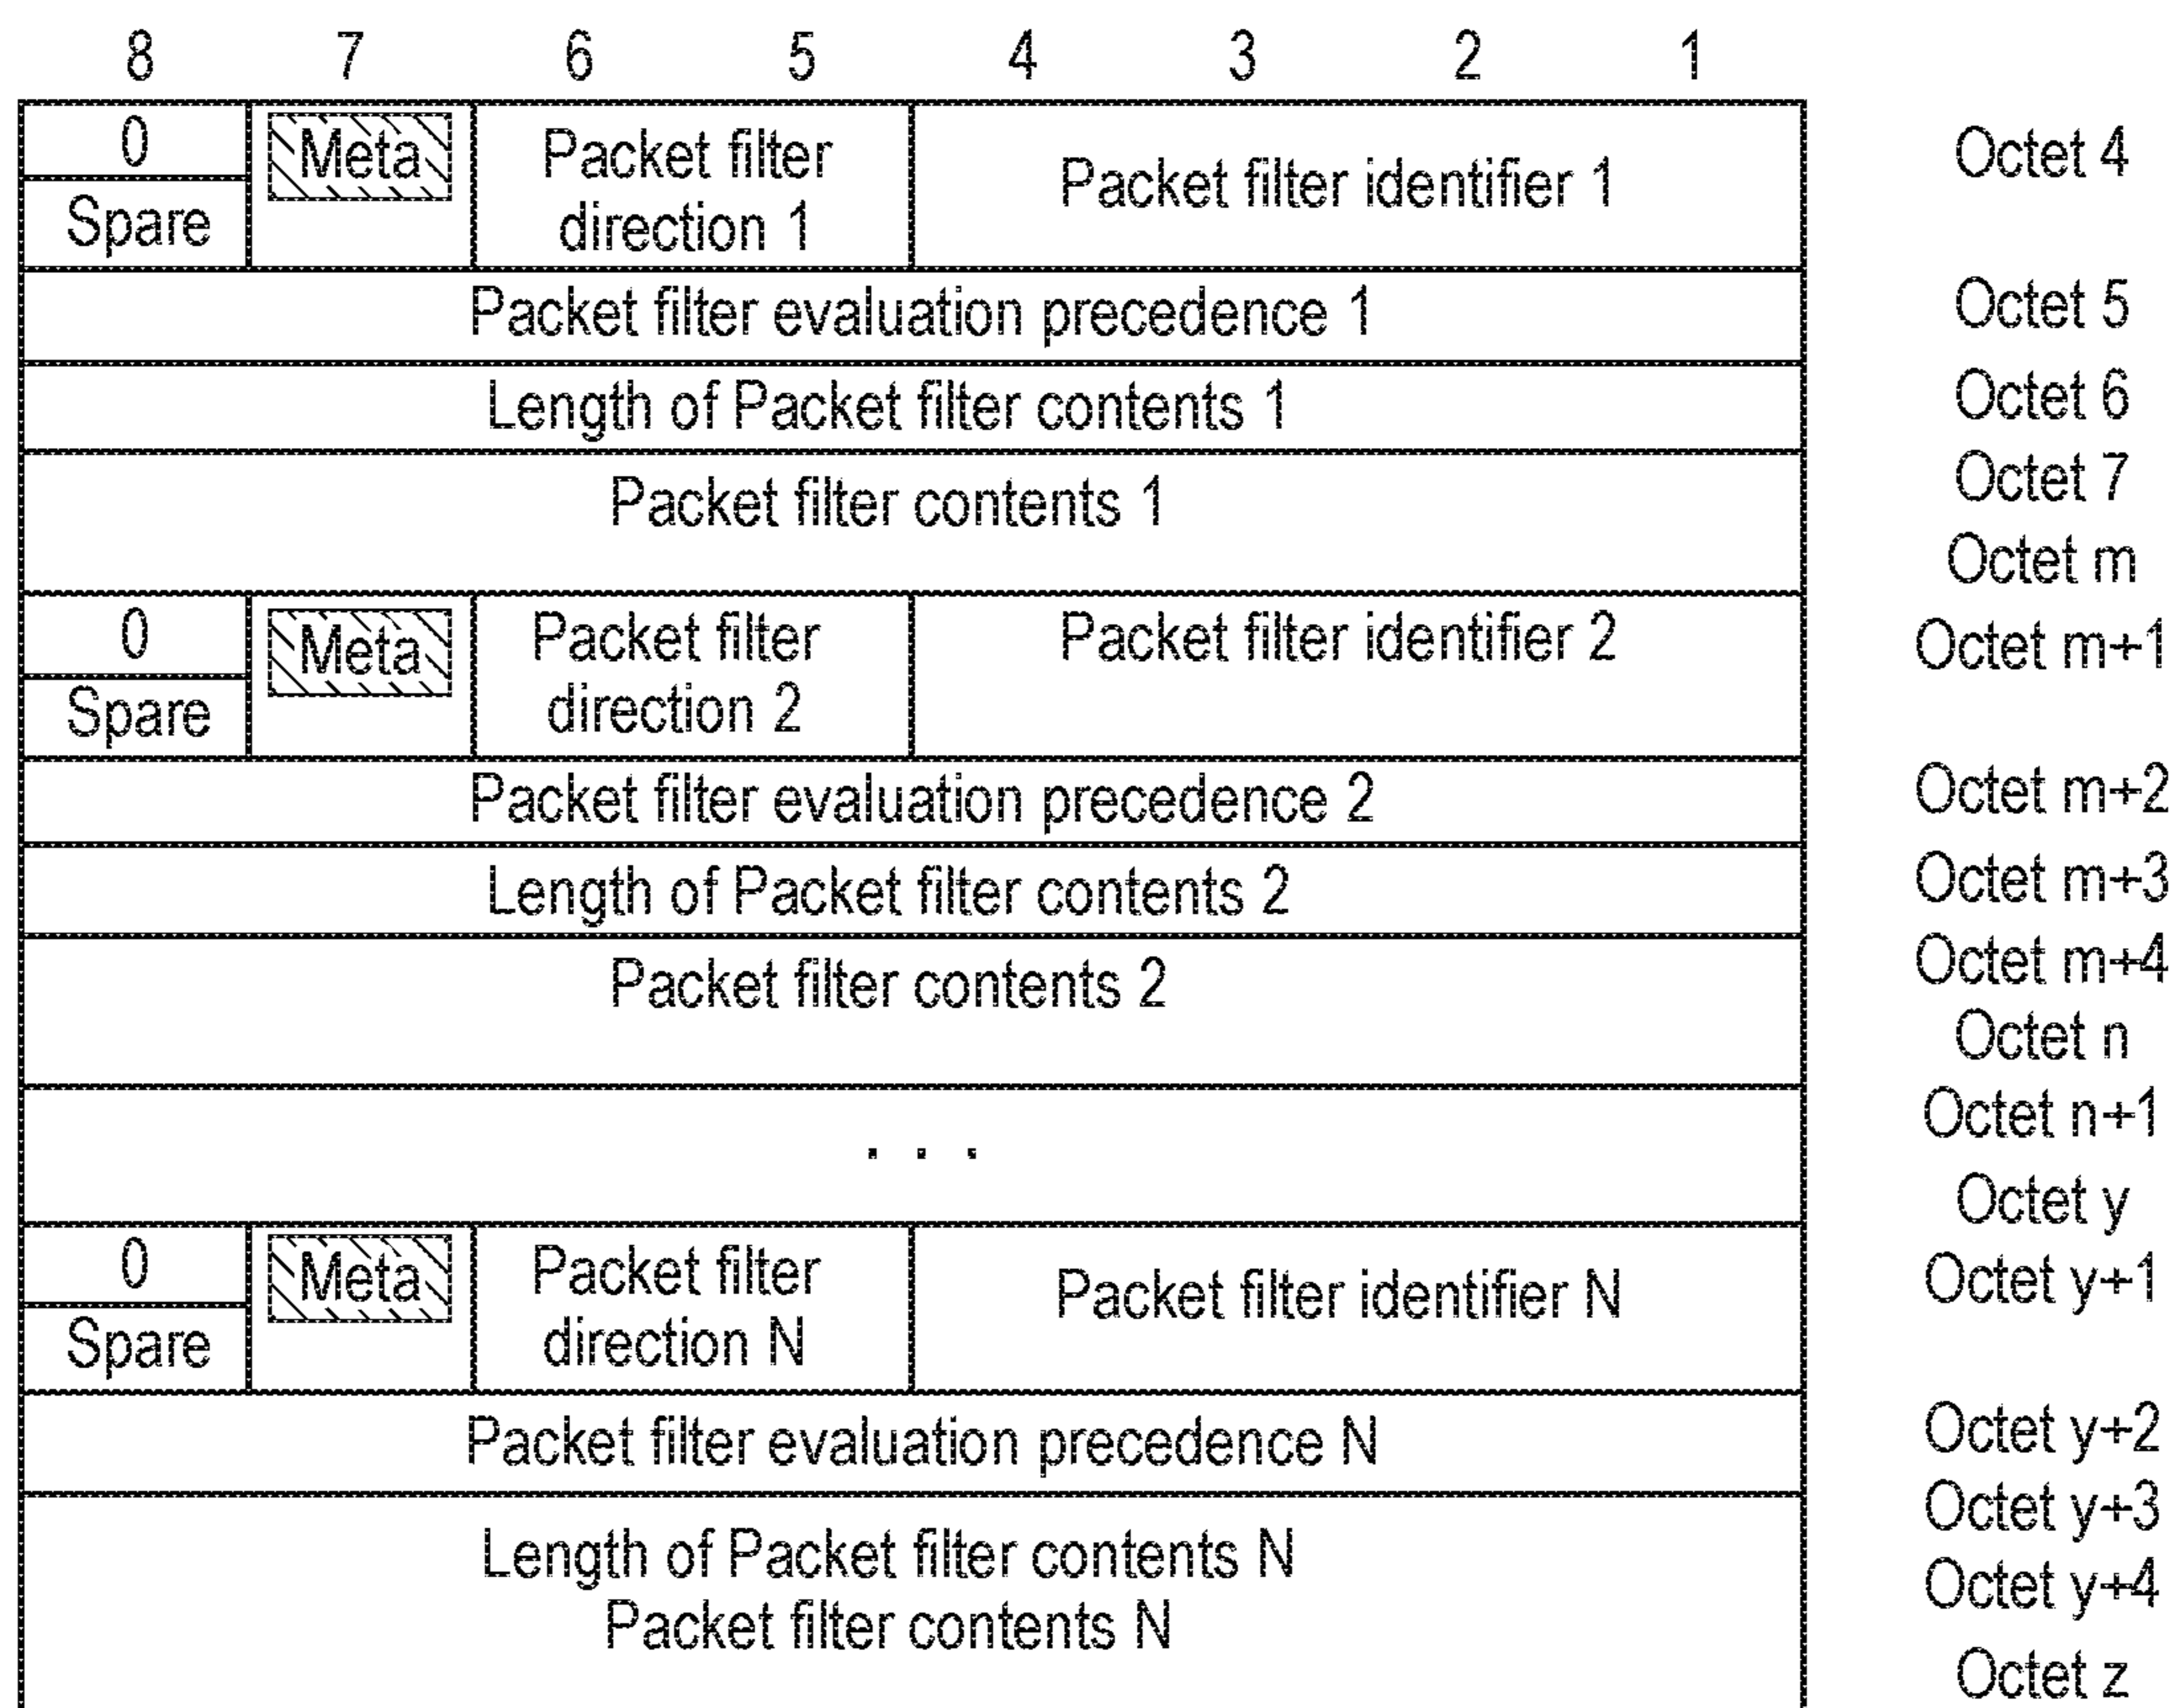 8 7 6 5 4 3 2 1
0 Meta Packet filter Packet filter identifier 1 Octet 4
Spare direction 1
Packet filter evaluation precedence 1 Octet 5
Length of Packet filter contents 1 Octet 6
Packet filter contents 1 Octet 7
Octet m
0 Meta Packet filter Packet filter identifier 2 Octet m+1
Spare direction 2
Packet filter evaluation precedence 2 Octet m+2
Length of Packet filter contents 2 Octet m+3
Packet filter contents 2 Octet m+4
Octet n
Octet n+1
. . .
Octet y
0 Meta Packet filter Packet filter identifier N Octet y+1
Spare direction N
Packet filter evaluation precedence N Octet y+2
Octet y+3
Length of Packet filter contents N Octet y+4
Packet filter contents N
Octet z